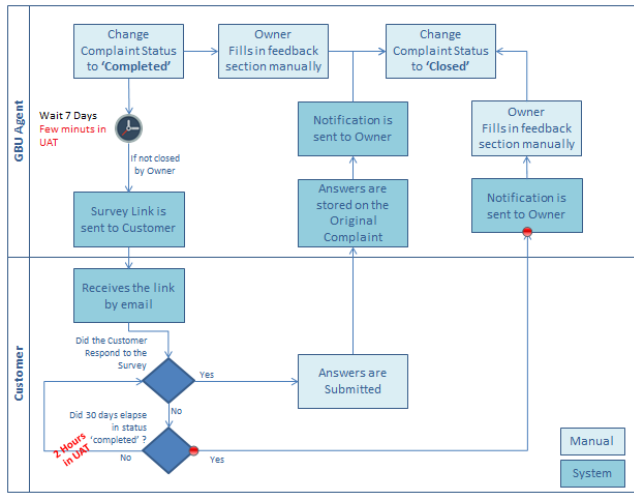 GBU Agent
Change
Complaint Status
to 'Completed'
Owner
Fills in feedback
section manually
Change
Complaint Status
to 'Closed'
Wait 7 Days
Few minuts in
UAT
If not closed
by Owner
Notification is
sent to Owner
Owner
Fills in feedback
section manually
Survey Link is
sent to Customer
Answers are
stored on the
Original
Complaint
Notification is
sent to Owner
Customer
Receives the link
by email
Did the Customer
Respond to the
Survey
Yes
Answers are
Submitted
No
Did 30 days elapse
in status
'completed' ?
2 Hours
in UAT
No
Yes
Manual
System